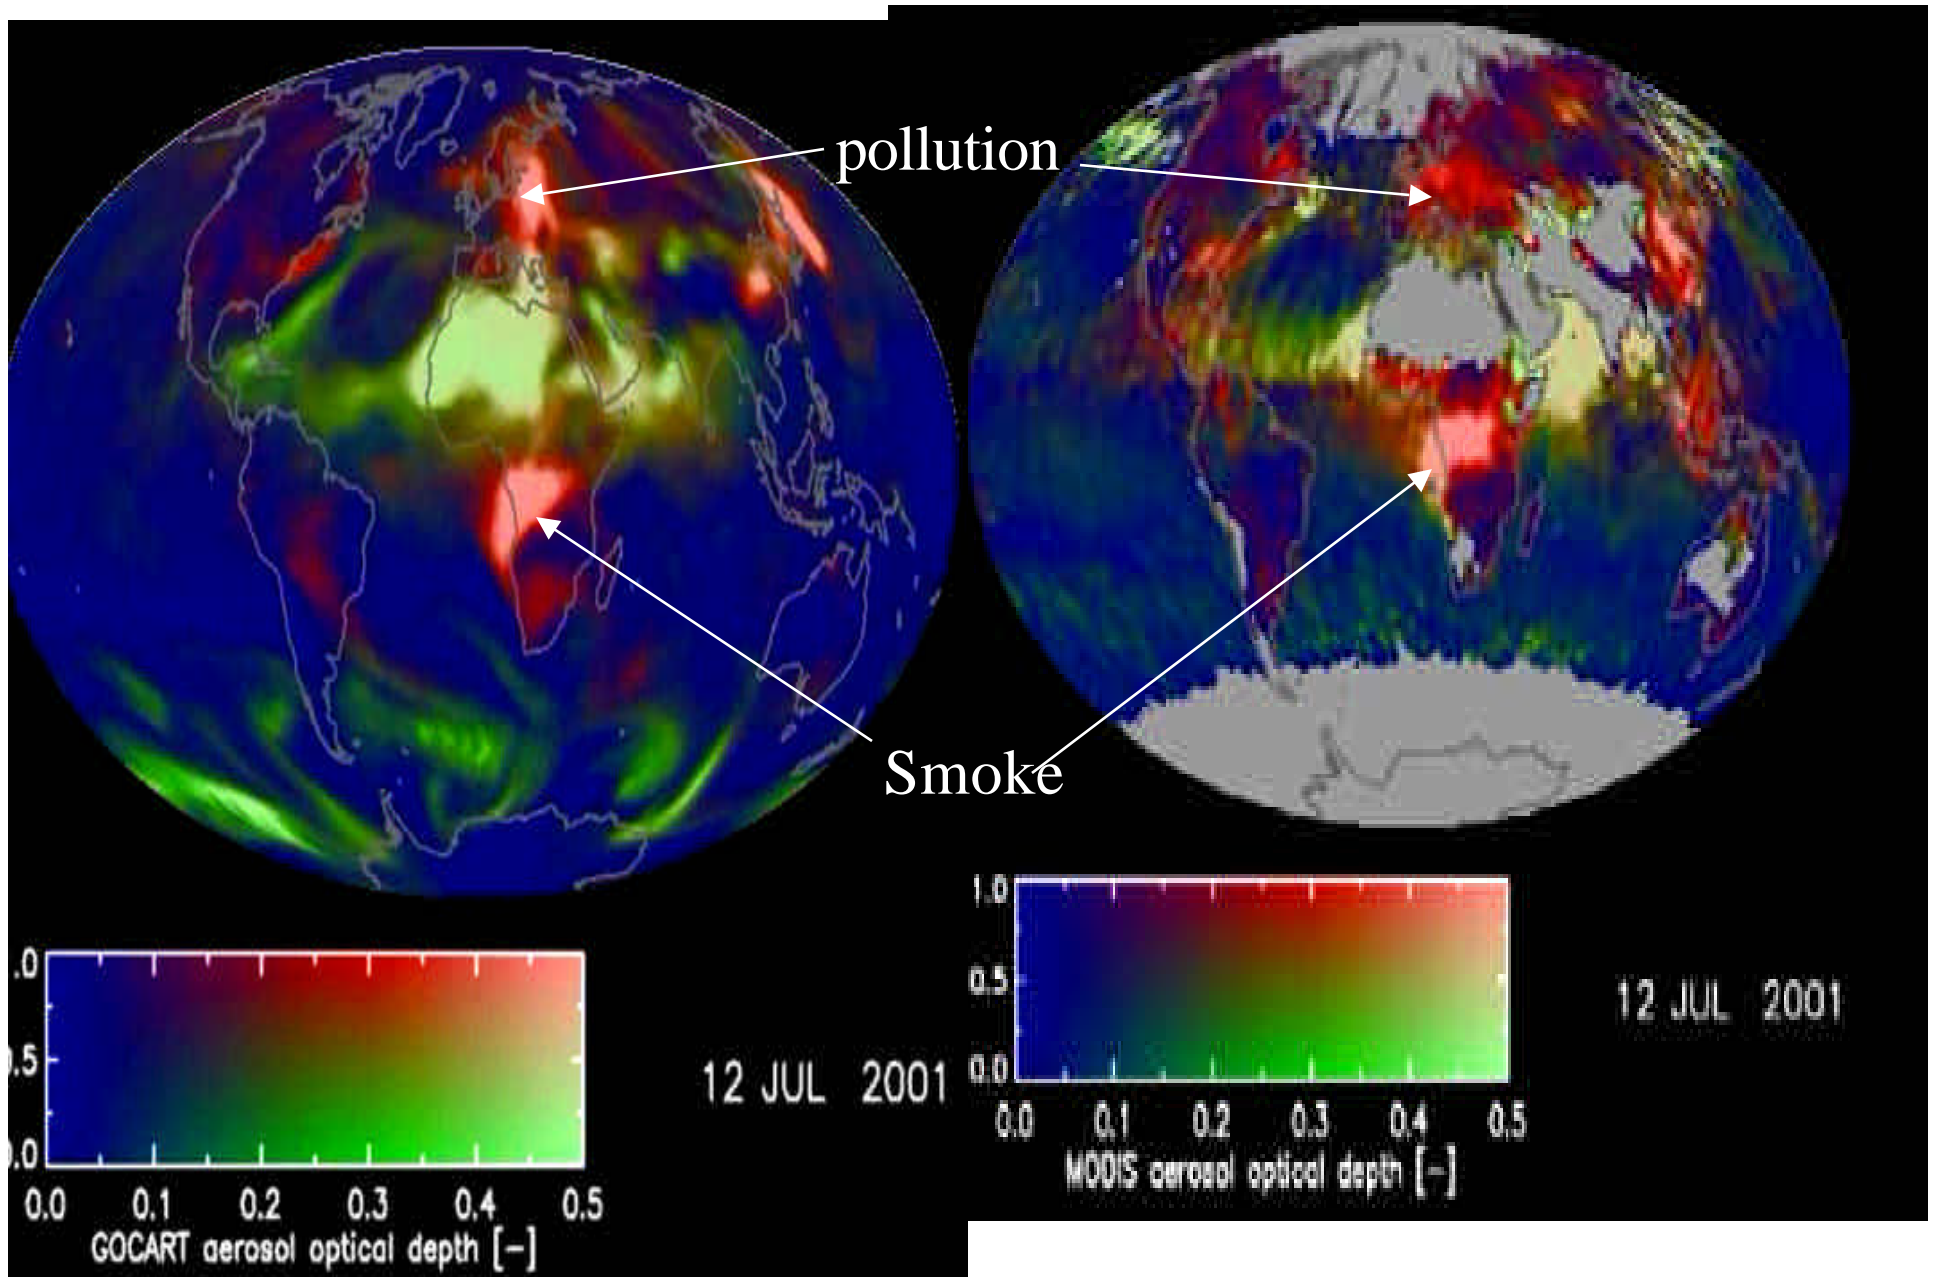 pollution
Smoke
.0
0.5
0.0
0.0 0.1 0.2 0.3 0.4 0.5
GOCART aerosol optical depth [-]
12 JUL 2001
1.0
0.5
0.0
0.0 0.1 0.2 0.3 0.4 0.5
MODIS aerosol optical depth [-]
12 JUL 2001